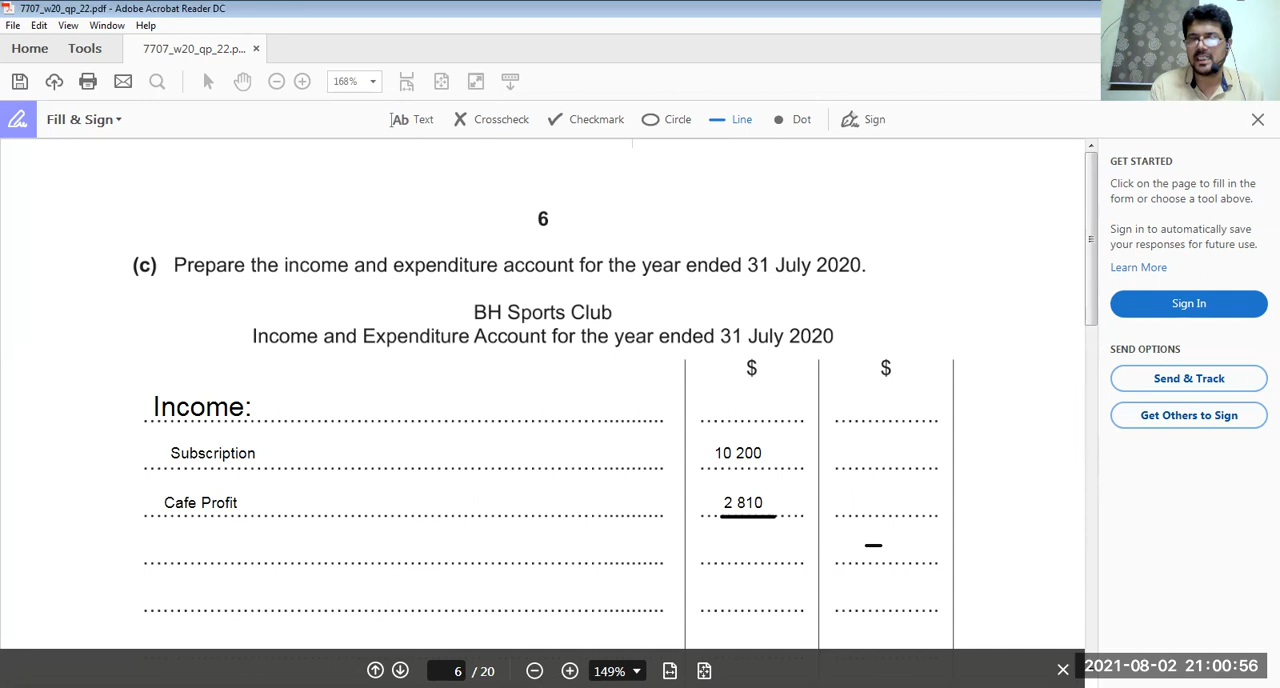 7707_w20_qp_22.pdf - Adobe Acrobat Reader DC
File Edit View Window Help
Home Tools 7707_w20_qp_22.p... ×
168%
Fill & Sign
Ab Text Crosscheck Checkmark Circle Line Dot Sign
6
(c) Prepare the income and expenditure account for the year ended 31 July 2020.
BH Sports Club
Income and Expenditure Account for the year ended 31 July 2020
$ $
Income:
Subscription 10 200
Cafe Profit 2 810
GET STARTED
Click on the page to fill in the
form or choose a tool above.
Sign in to automatically save
your responses for future use.
Learn More
Sign In
SEND OPTIONS
Send & Track
Get Others to Sign
6 / 20 149%
2021-08-02 21:00:56